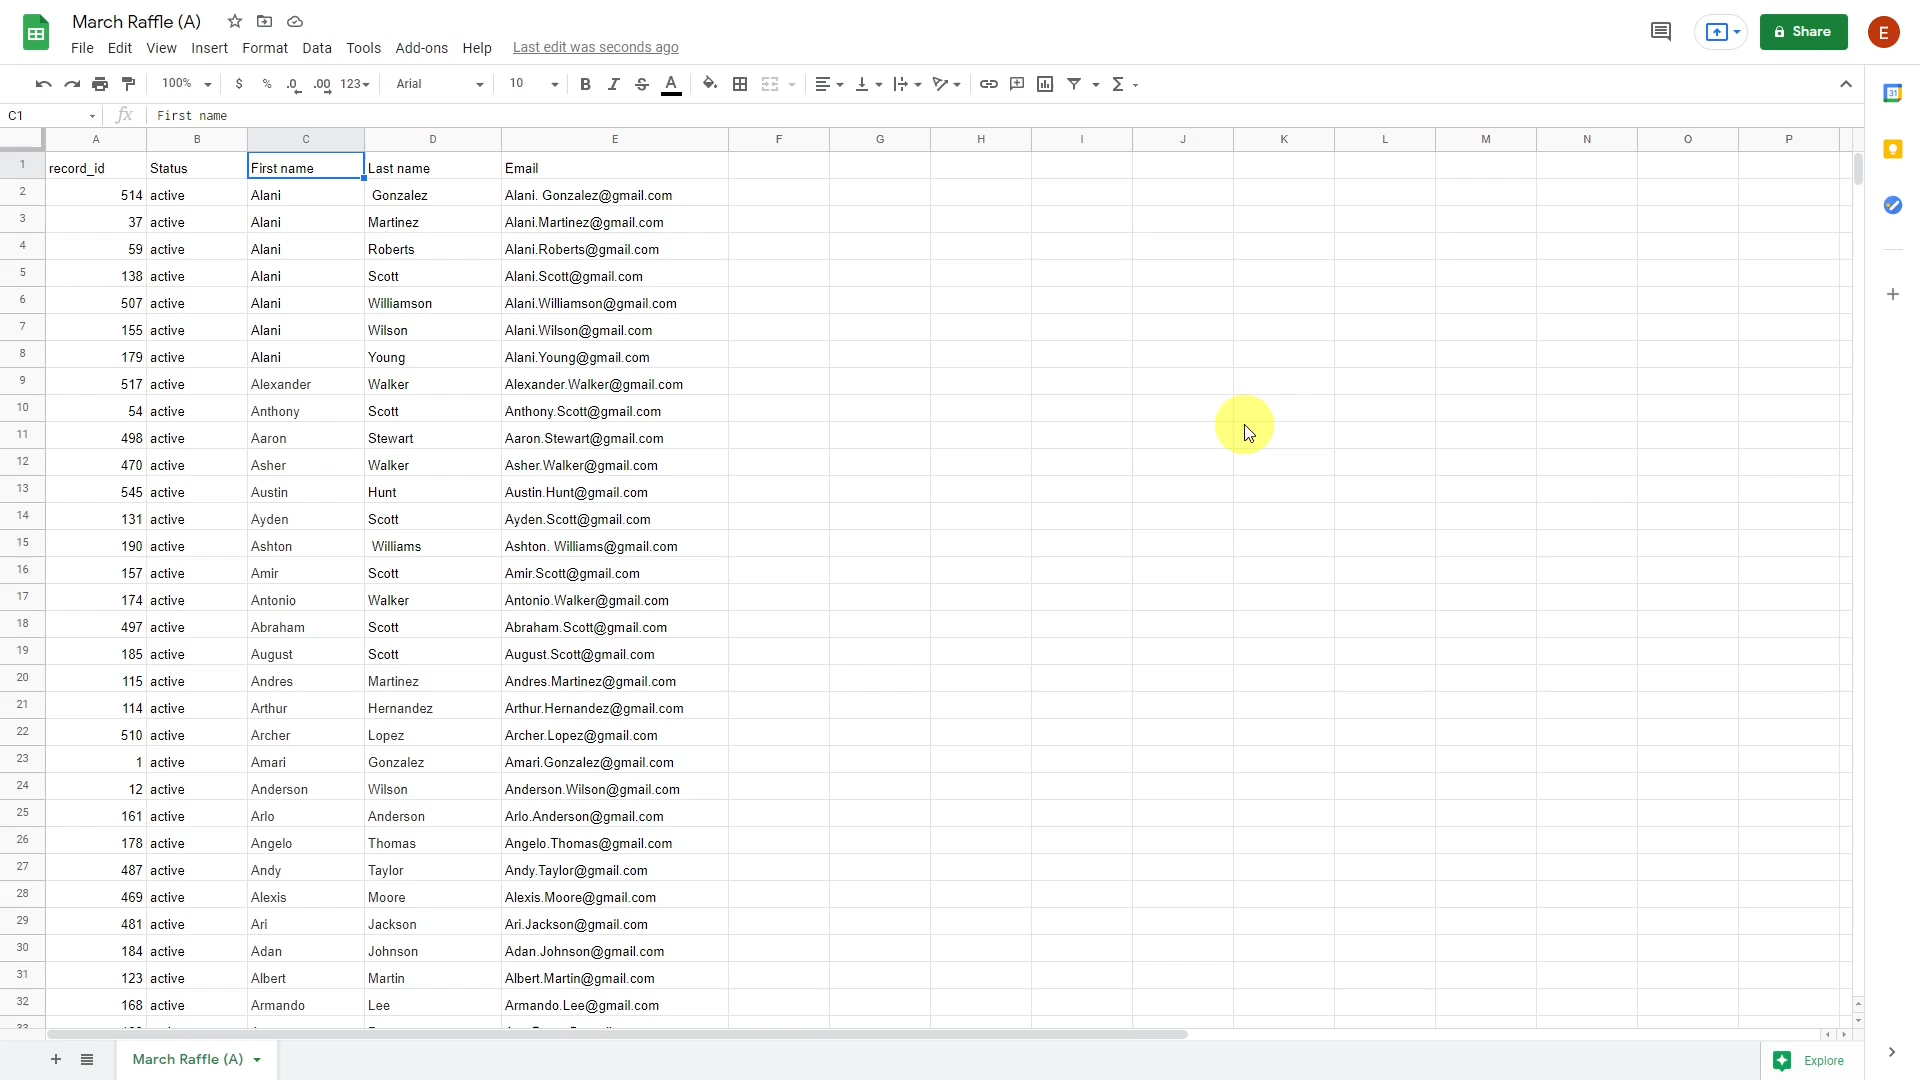 March Raffle (A)
File Edit View Insert Format Data Tools Add-ons Help Last edit was seconds ago
Share
E
100% $ % .0 .00 123 Arial 10 B I S A Σ
31
C1 fx First name
A B C D E F G H I J K L M N O P
1 record_id Status First name Last name Email
2 514 active Alani Gonzalez Alani. Gonzalez@gmail.com
3 37 active Alani Martinez Alani.Martinez@gmail.com
4 59 active Alani Roberts Alani.Roberts@gmail.com
5 138 active Alani Scott Alani.Scott@gmail.com
6 507 active Alani Williamson Alani.Williamson@gmail.com
7 155 active Alani Wilson Alani.Wilson@gmail.com
8 179 active Alani Young Alani.Young@gmail.com
9 517 active Alexander Walker Alexander.Walker@gmail.com
10 54 active Anthony Scott Anthony.Scott@gmail.com
11 498 active Aaron Stewart Aaron.Stewart@gmail.com
12 470 active Asher Walker Asher.Walker@gmail.com
13 545 active Austin Hunt Austin.Hunt@gmail.com
14 131 active Ayden Scott Ayden.Scott@gmail.com
15 190 active Ashton Williams Ashton. Williams@gmail.com
16 157 active Amir Scott Amir.Scott@gmail.com
17 174 active Antonio Walker Antonio.Walker@gmail.com
18 497 active Abraham Scott Abraham.Scott@gmail.com
19 185 active August Scott August.Scott@gmail.com
20 115 active Andres Martinez Andres.Martinez@gmail.com
21 114 active Arthur Hernandez Arthur.Hernandez@gmail.com
22 510 active Archer Lopez Archer.Lopez@gmail.com
23 1 active Amari Gonzalez Amari.Gonzalez@gmail.com
24 12 active Anderson Wilson Anderson.Wilson@gmail.com
25 161 active Arlo Anderson Arlo.Anderson@gmail.com
26 178 active Angelo Thomas Angelo.Thomas@gmail.com
27 487 active Andy Taylor Andy.Taylor@gmail.com
28 469 active Alexis Moore Alexis.Moore@gmail.com
29 481 active Ari Jackson Ari.Jackson@gmail.com
30 184 active Adan Johnson Adan.Johnson@gmail.com
31 123 active Albert Martin Albert.Martin@gmail.com
32 168 active Armando Lee Armando.Lee@gmail.com
March Raffle (A)
Explore